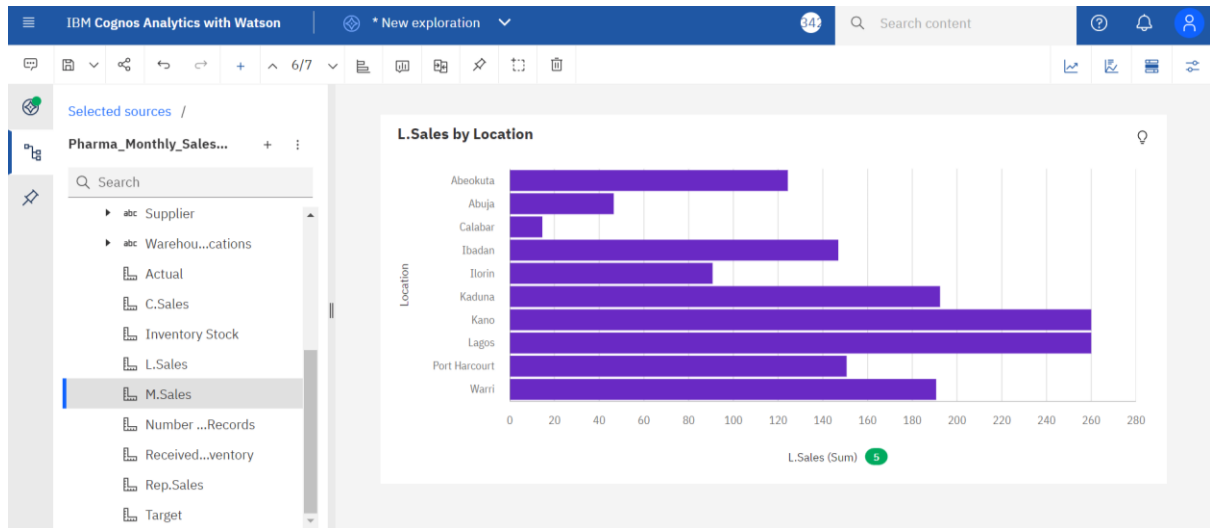 IBM Cognos Analytics with Watson
* New exploration
342
Search content
6/7
Selected sources /
Pharma_Monthly_Sales...
Search
abc Supplier
abc Warehou...cations
Actual
C.Sales
Inventory Stock
L.Sales
M.Sales
Number ...Records
Received...ventory
Rep.Sales
Target
L.Sales by Location
Location
Abeokuta
Abuja
Calabar
Ibadan
Ilorin
Kaduna
Kano
Lagos
Port Harcourt
Warri
0 20 40 60 80 100 120 140 160 180 200 220 240 260 280
L.Sales (Sum) 5